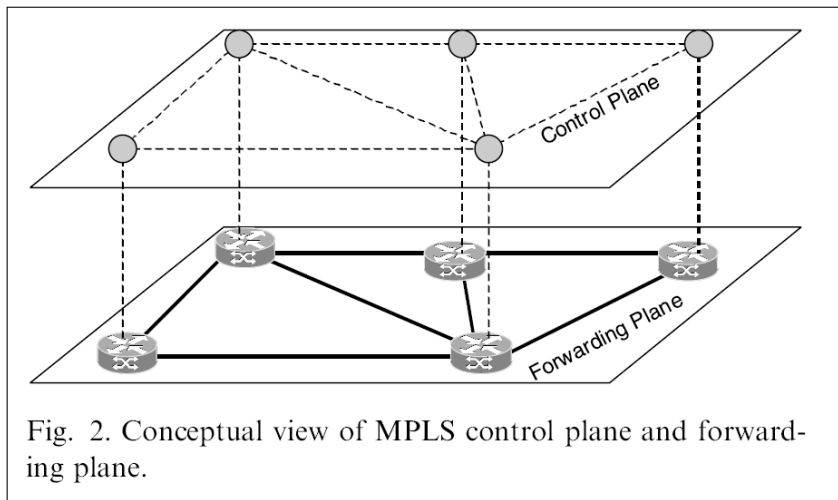 Control Plane
Forwarding Plane
Fig. 2. Conceptual view of MPLS control plane and forward-
ing plane.